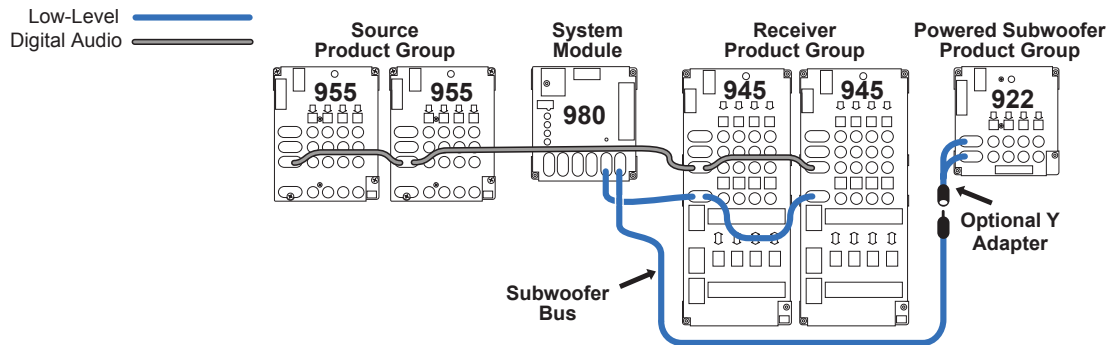 Low-Level
Digital Audio
Source
Product Group
System
Module
Receiver
Product Group
Powered Subwoofer
Product Group
955
955
980
945
945
922
Optional Y
Adapter
Subwoofer
Bus